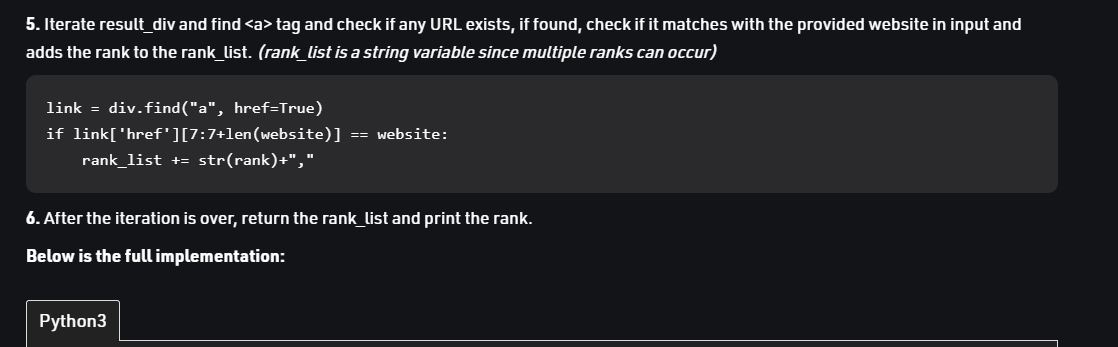 5. Iterate result_div and find <a> tag and check if any URL exists, if found, check if it matches with the provided website in input and
adds the rank to the rank_list. (rank_list is a string variable since multiple ranks can occur)
link = div.find("a", href=True)
if link['href'][7:7+len(website)] == website:
    rank_list += str(rank)+","
6. After the iteration is over, return the rank_list and print the rank.
Below is the full implementation:
Python3